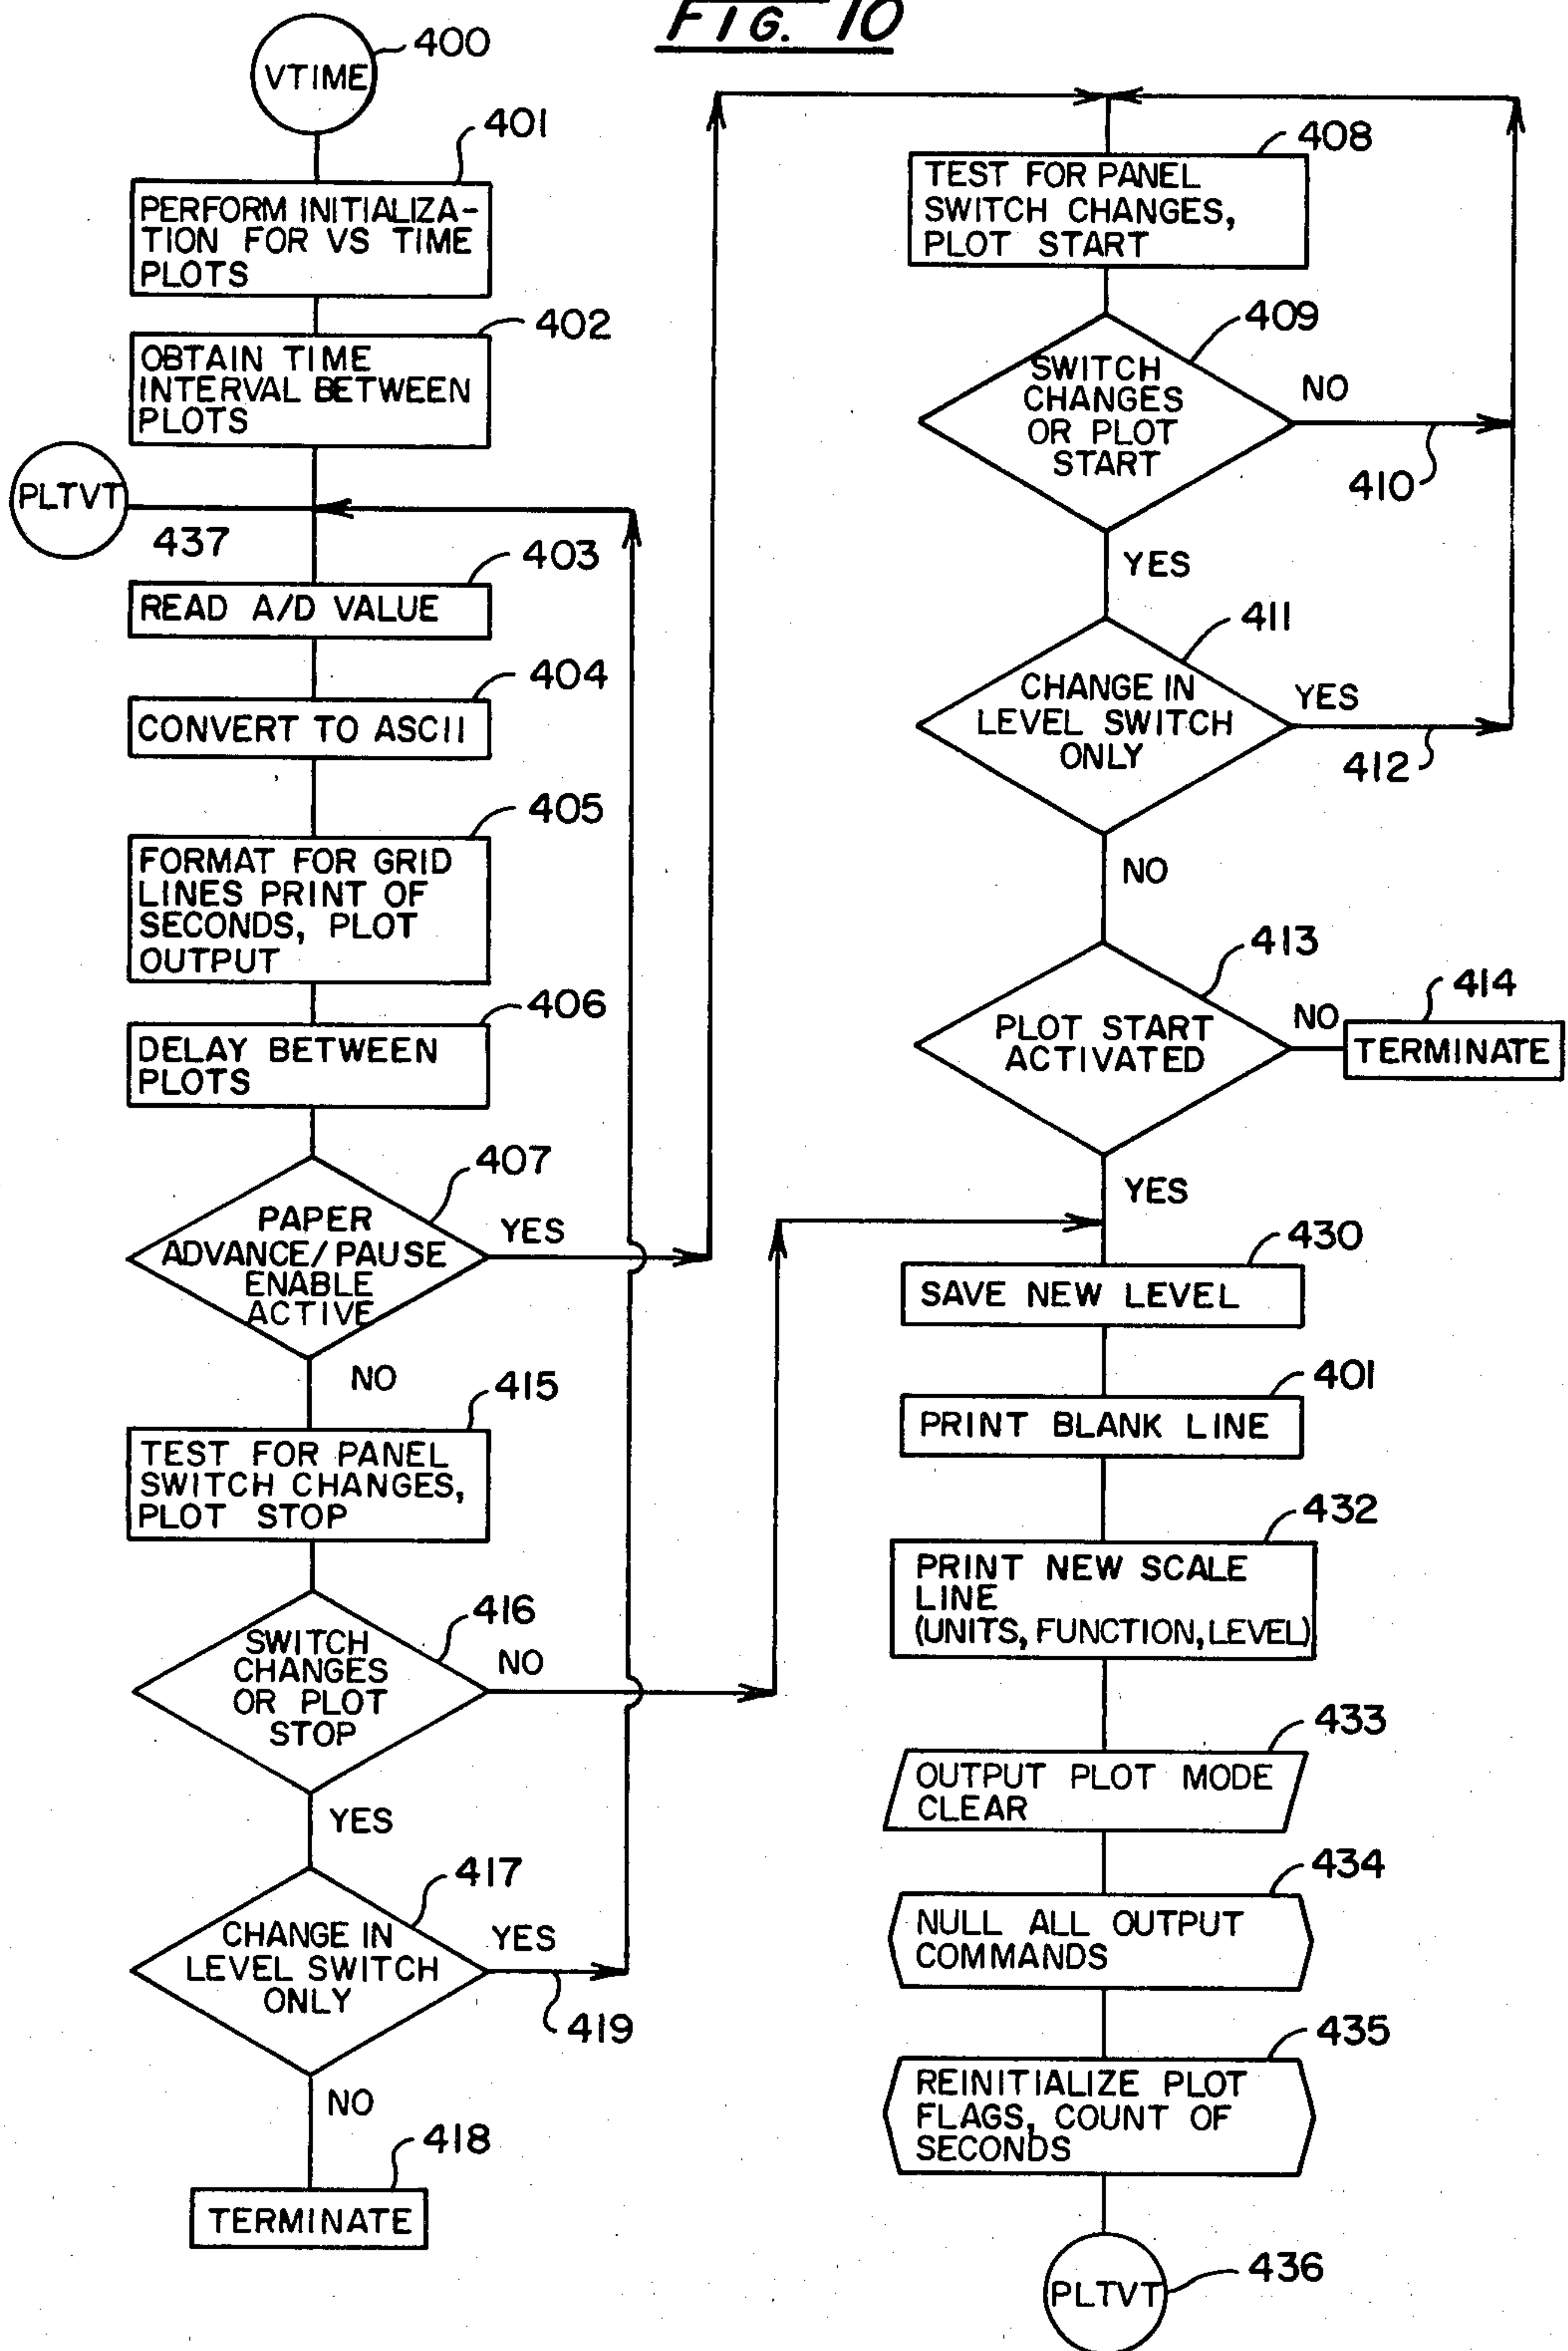 FIG. 10
VTIME
400
401
PERFORM INITIALIZA-
TION FOR VS TIME
PLOTS
402
OBTAIN TIME
INTERVAL BETWEEN
PLOTS
PLTVT
437
403
READ A/D VALUE
404
CONVERT TO ASCII
405
FORMAT FOR GRID
LINES PRINT OF
SECONDS, PLOT
OUTPUT
406
DELAY BETWEEN
PLOTS
407
PAPER
ADVANCE/PAUSE
ENABLE
ACTIVE
YES
NO
415
TEST FOR PANEL
SWITCH CHANGES,
PLOT STOP
416
SWITCH
CHANGES
OR PLOT
STOP
NO
YES
417
CHANGE IN
LEVEL SWITCH
ONLY
YES
419
NO
418
TERMINATE
408
TEST FOR PANEL
SWITCH CHANGES,
PLOT START
409
SWITCH
CHANGES
OR PLOT
START
NO
410
YES
411
CHANGE IN
LEVEL SWITCH
ONLY
YES
412
NO
413
PLOT START
ACTIVATED
NO
414
TERMINATE
YES
430
SAVE NEW LEVEL
401
PRINT BLANK LINE
432
PRINT NEW SCALE
LINE
(UNITS, FUNCTION, LEVEL)
433
OUTPUT PLOT MODE
CLEAR
434
NULL ALL OUTPUT
COMMANDS
435
REINITIALIZE PLOT
FLAGS, COUNT OF
SECONDS
PLTVT
436